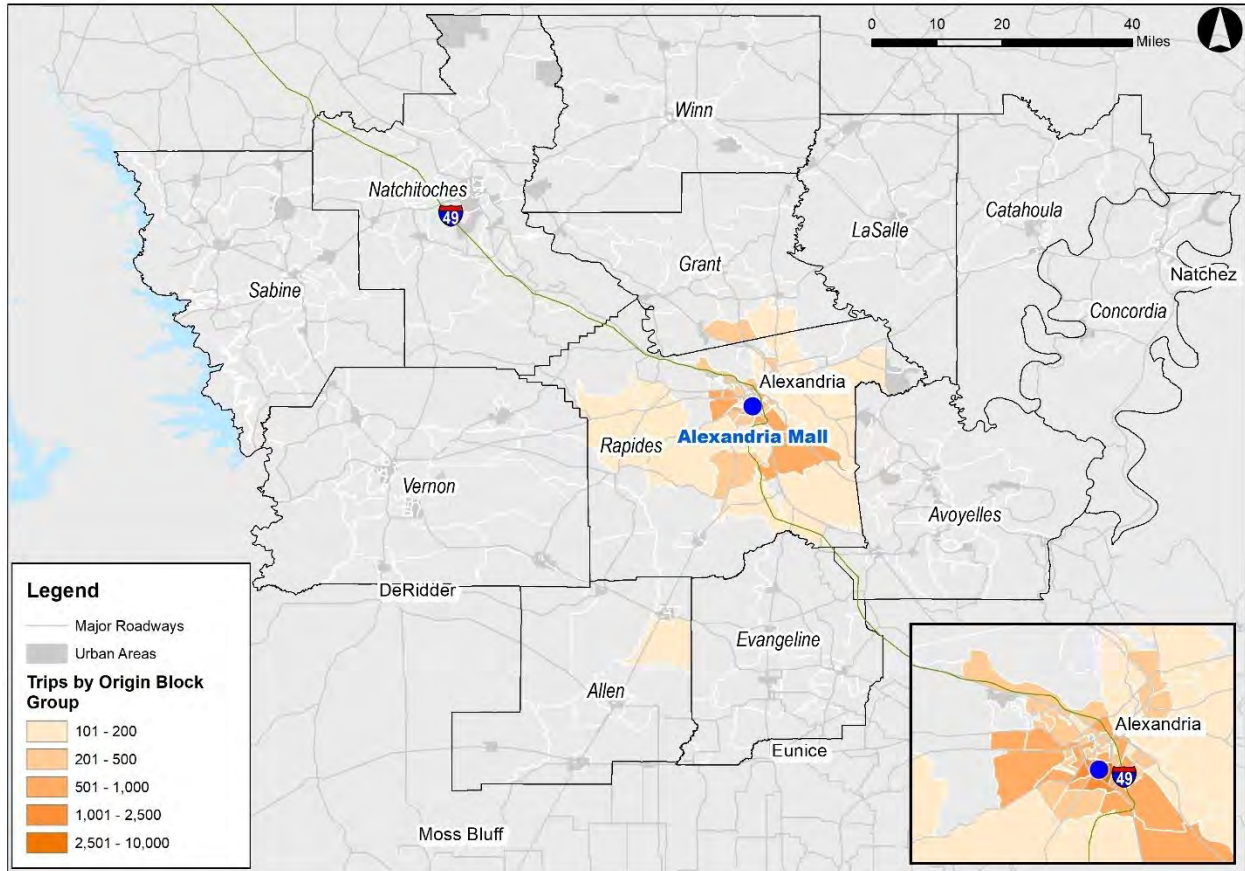 0 10 20 40
Miles
Winn
Natchitoches
49
LaSalle
Catahoula
Natchez
Grant
Concordia
Sabine
Alexandria
Alexandria Mall
Rapides
Vernon
Avoyelles
DeRidder
Evangeline
Allen
Eunice
Moss Bluff
Legend
Major Roadways
Urban Areas
Trips by Origin Block
Group
101 - 200
201 - 500
501 - 1,000
1,001 - 2,500
2,501 - 10,000
Alexandria
49